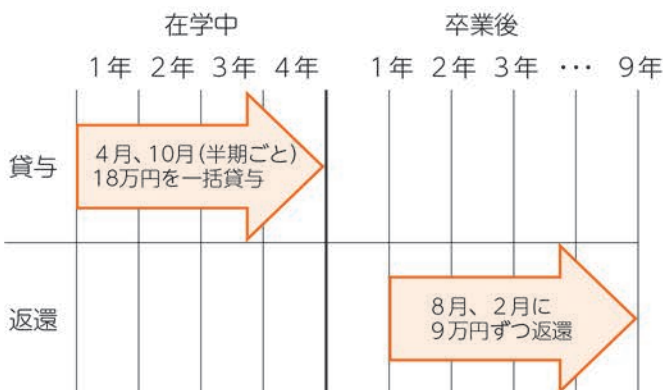 在学中 卒業後
1年 2年 3年 4年 1年 2年 3年 … 9年
貸与
4月、10月(半期ごと)
18万円を一括貸与
返還
8月、2月に
9万円ずつ返還